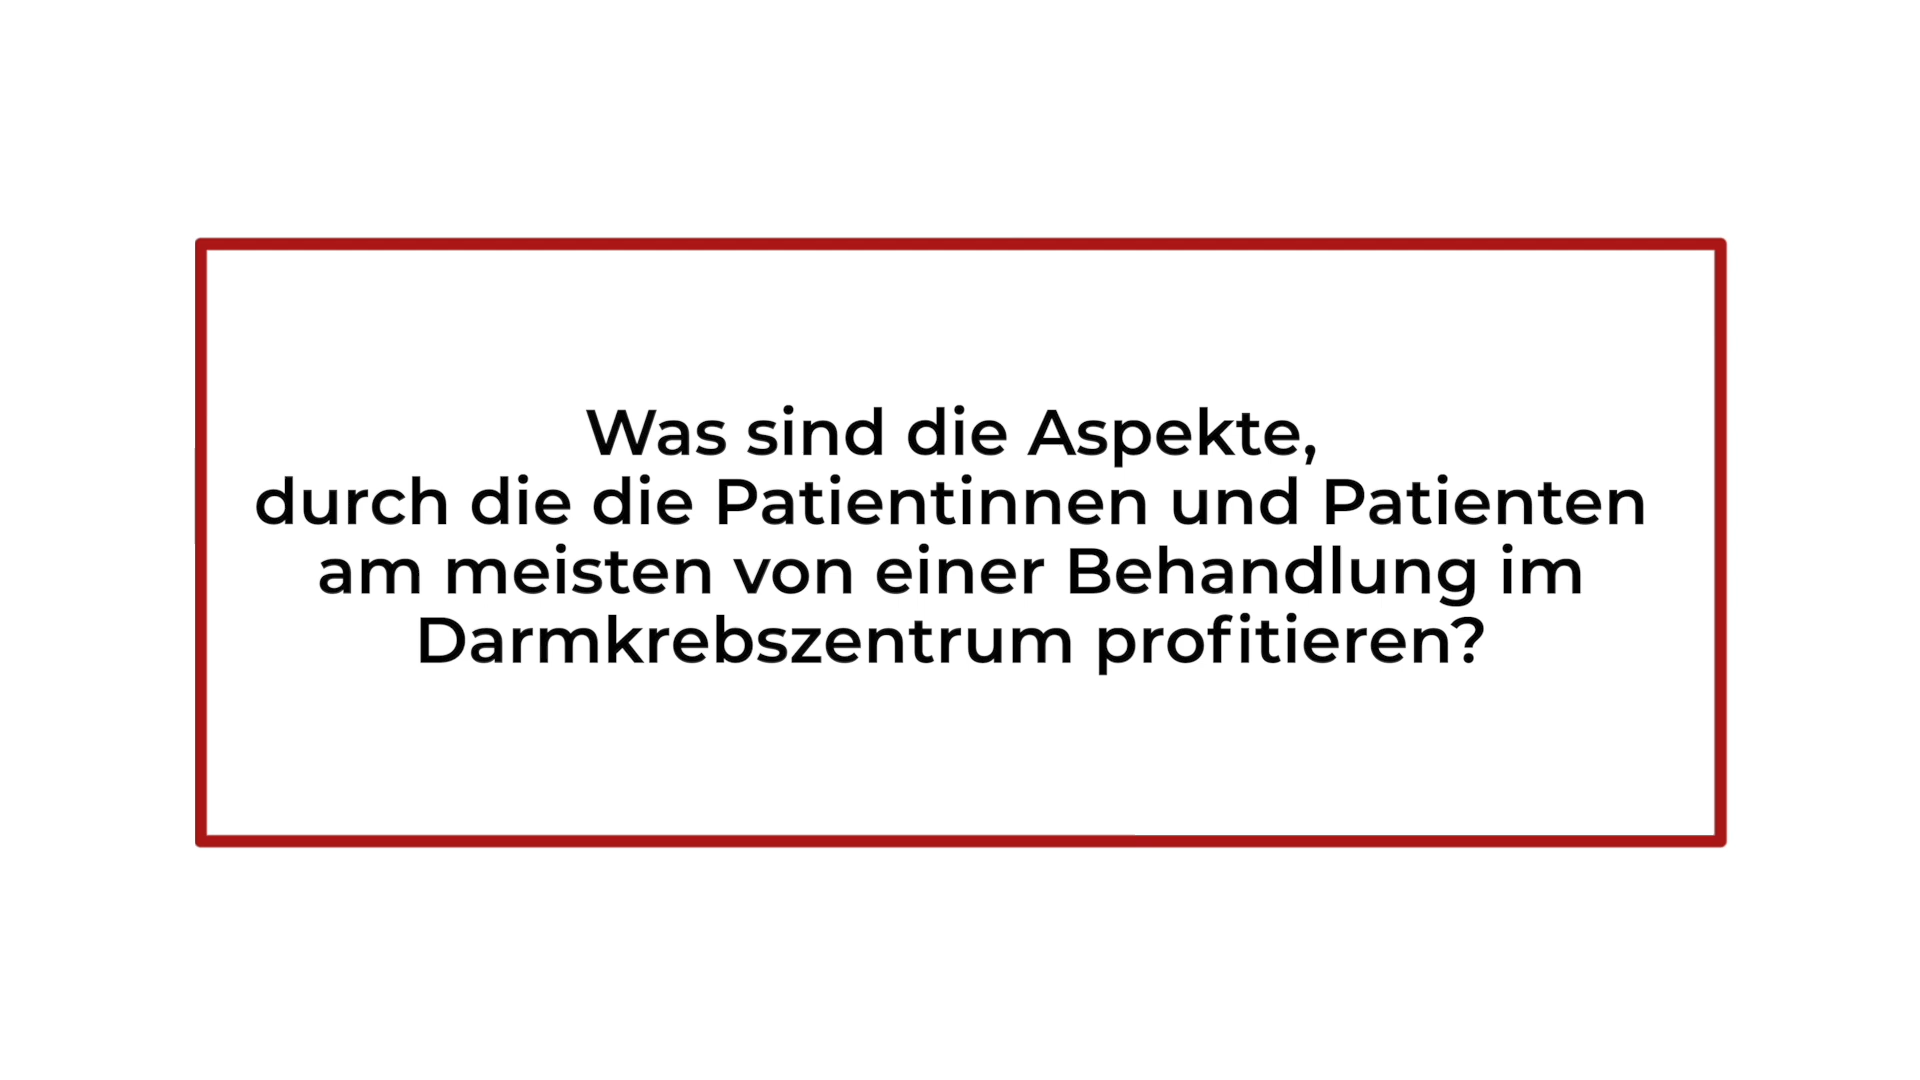 Was sind die Aspekte,
durch die die Patientinnen und Patienten
am meisten von einer Behandlung im
Darmkrebszentrum profitieren?